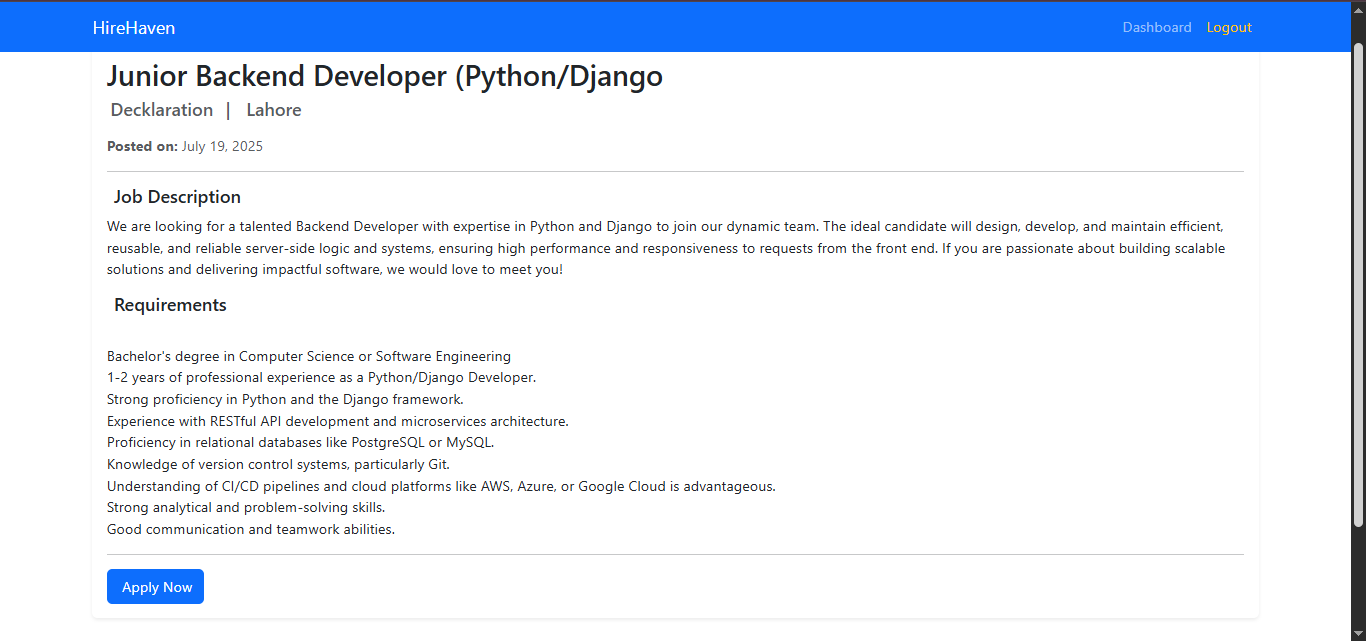 HireHaven
Dashboard Logout
Junior Backend Developer (Python/Django
Decklaration | Lahore
Posted on: July 19, 2025
Job Description
We are looking for a talented Backend Developer with expertise in Python and Django to join our dynamic team. The ideal candidate will design, develop, and maintain efficient,
reusable, and reliable server-side logic and systems, ensuring high performance and responsiveness to requests from the front end. If you are passionate about building scalable
solutions and delivering impactful software, we would love to meet you!
Requirements
Bachelor's degree in Computer Science or Software Engineering
1-2 years of professional experience as a Python/Django Developer.
Strong proficiency in Python and the Django framework.
Experience with RESTful API development and microservices architecture.
Proficiency in relational databases like PostgreSQL or MySQL.
Knowledge of version control systems, particularly Git.
Understanding of CI/CD pipelines and cloud platforms like AWS, Azure, or Google Cloud is advantageous.
Strong analytical and problem-solving skills.
Good communication and teamwork abilities.
Apply Now